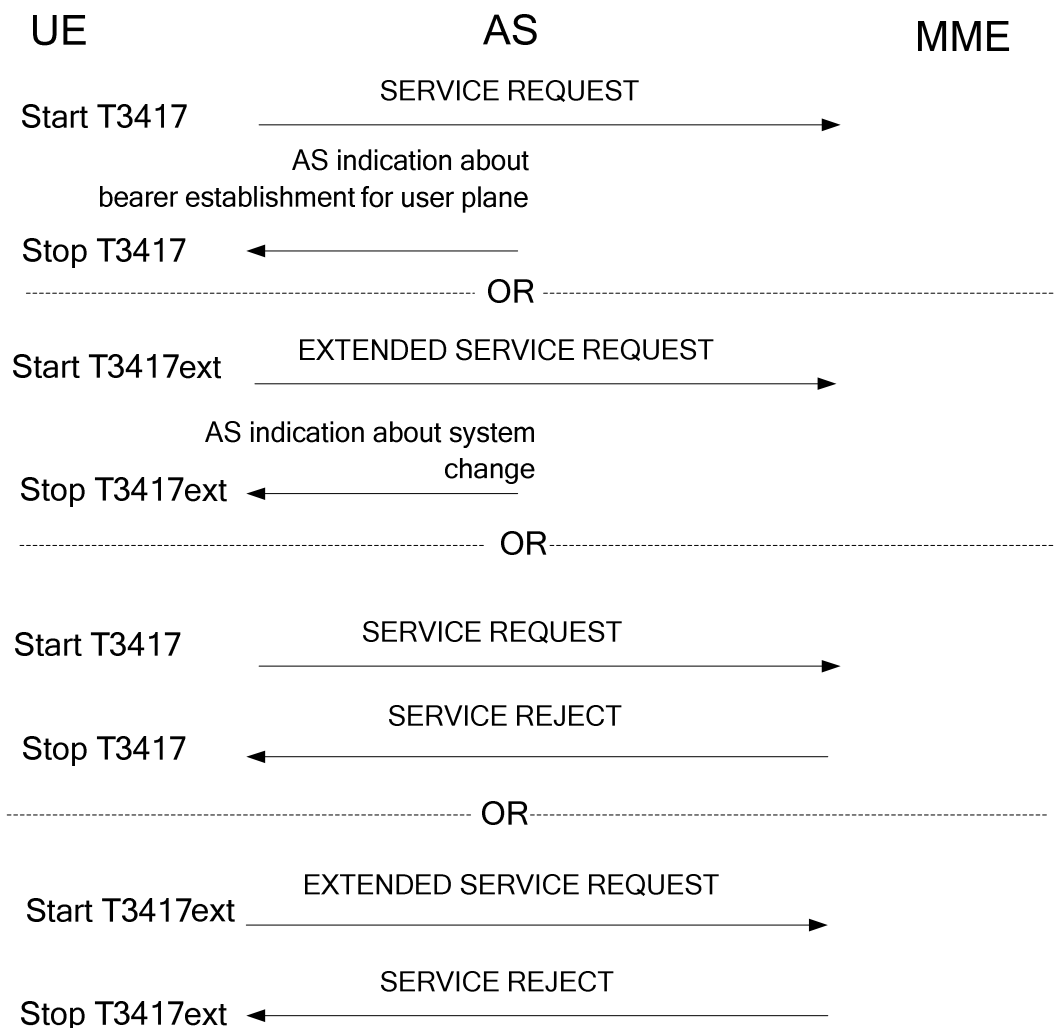 UE AS MME
SERVICE REQUEST
Start T3417
AS indication about
bearer establishment for user plane
Stop T3417
OR
EXTENDED SERVICE REQUEST
Start T3417ext
AS indication about system
change
Stop T3417ext
OR
SERVICE REQUEST
Start T3417
SERVICE REJECT
Stop T3417
OR
EXTENDED SERVICE REQUEST
Start T3417ext
SERVICE REJECT
Stop T3417ext